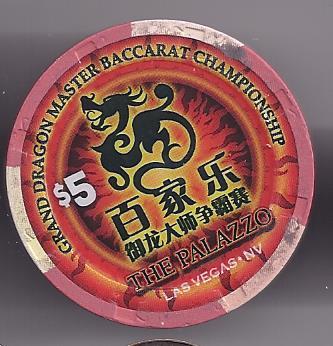 GRAND DRAGON MASTER BACCARAT CHAMPIONSHIP
$5
百家乐
御龙大师争霸赛
THE PALAZZO
LAS VEGAS • NV